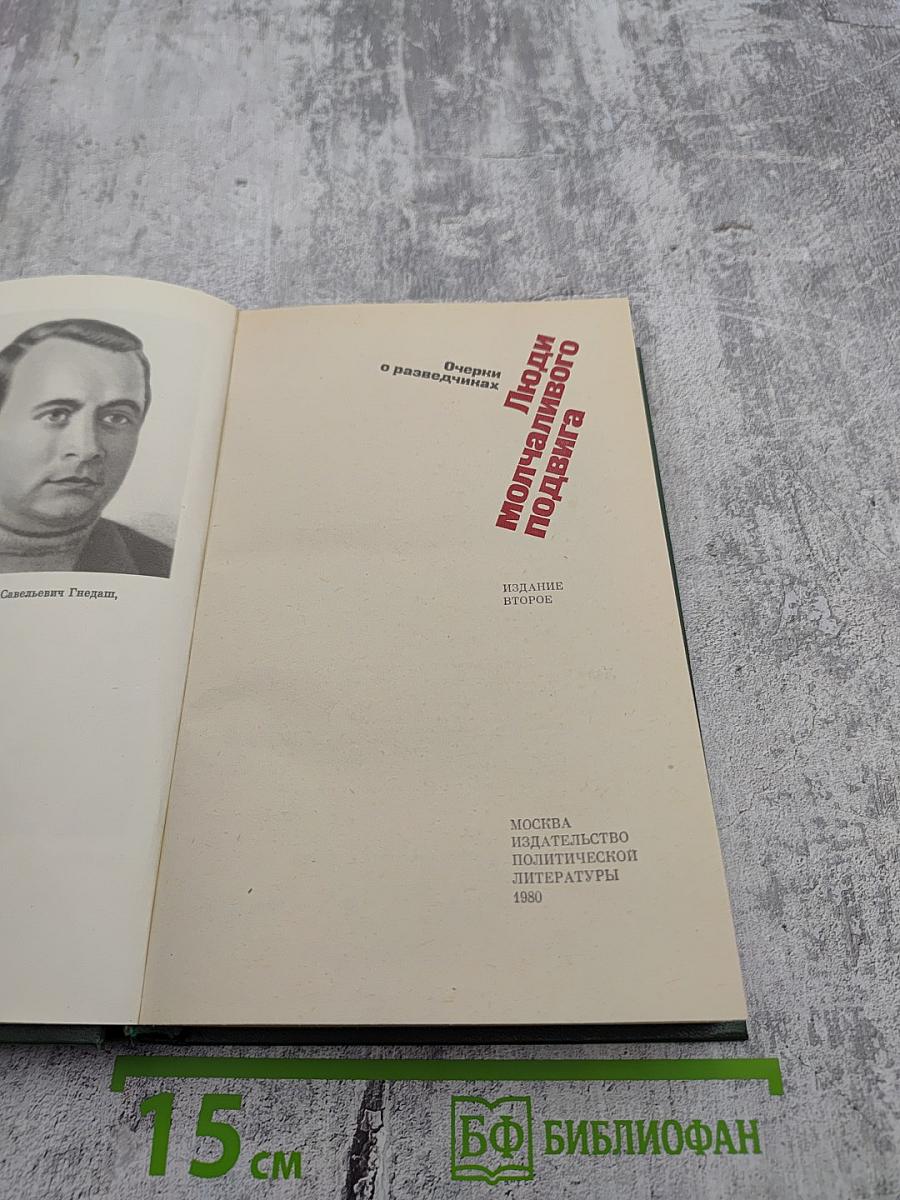 Савельевич Гнедаш,
Очерки
о разведчиках
Люди
молчаливого
подвига
ИЗДАНИЕ
ВТОРОЕ
МОСКВА
ИЗДАТЕЛЬСТВО
ПОЛИТИЧЕСКОЙ
ЛИТЕРАТУРЫ
1980
15 см
БФ БИБЛИОФАН